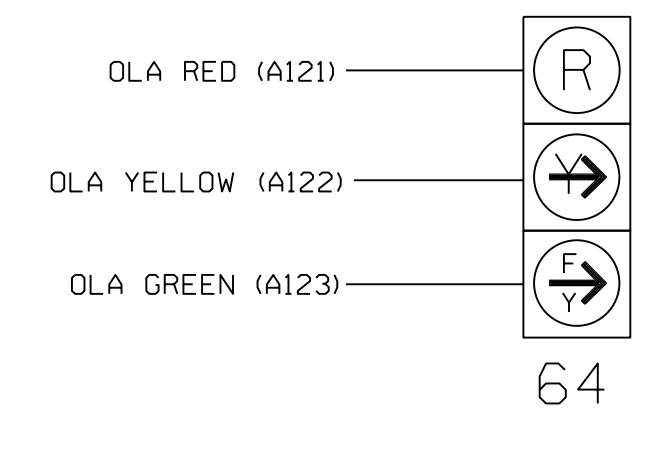 R
OLA RED (A121)
Y
OLA YELLOW (A122)
F
OLA GREEN (A123)
Y
64